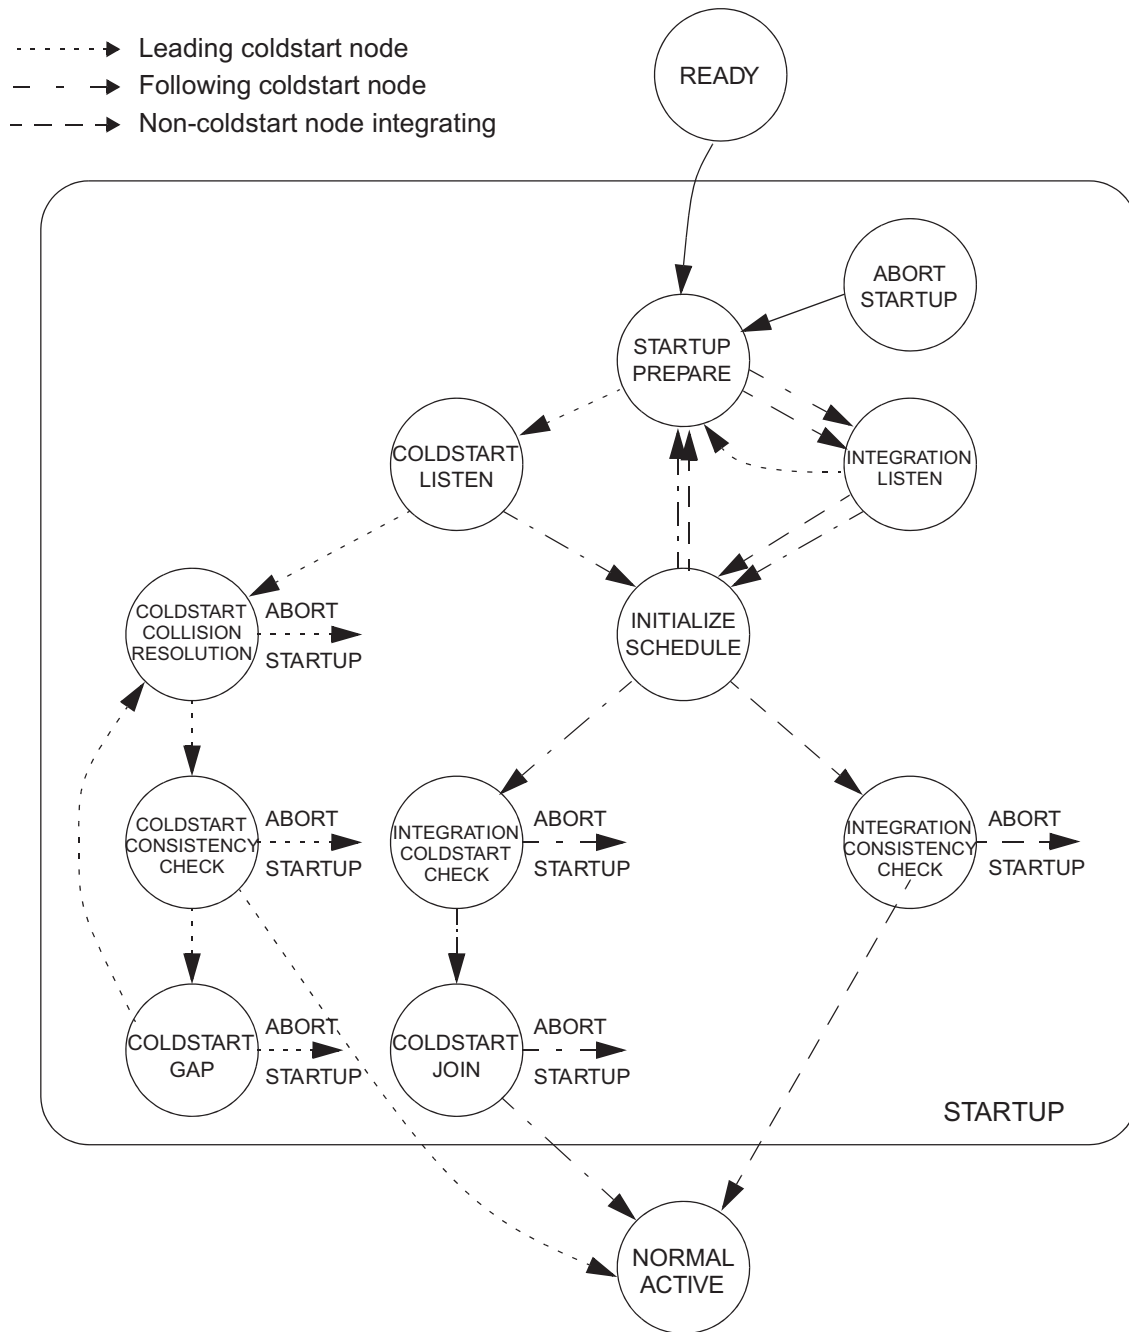 Leading coldstart node
Following coldstart node
Non-coldstart node integrating
READY
ABORT
STARTUP
STARTUP
PREPARE
COLDSTART
LISTEN
INTEGRATION
LISTEN
COLDSTART
COLLISION
RESOLUTION
ABORT
STARTUP
INITIALIZE
SCHEDULE
COLDSTART
CONSISTENCY
CHECK
ABORT
STARTUP
INTEGRATION
COLDSTART
CHECK
ABORT
STARTUP
INTEGRATION
CONSISTENCY
CHECK
ABORT
STARTUP
COLDSTART
GAP
ABORT
STARTUP
COLDSTART
JOIN
ABORT
STARTUP
STARTUP
NORMAL
ACTIVE